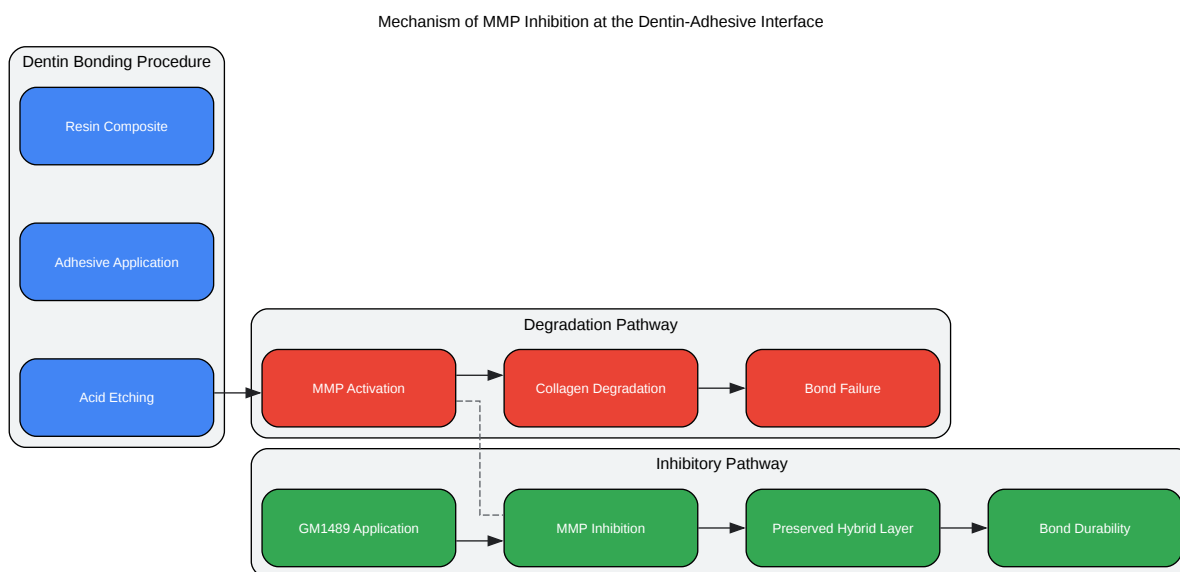 Mechanism of MMP Inhibition at the Dentin-Adhesive Interface
Dentin Bonding Procedure
Resin Composite
Adhesive Application
Acid Etching
Degradation Pathway
MMP Activation
Collagen Degradation
Bond Failure
Inhibitory Pathway
GM1489 Application
MMP Inhibition
Preserved Hybrid Layer
Bond Durability